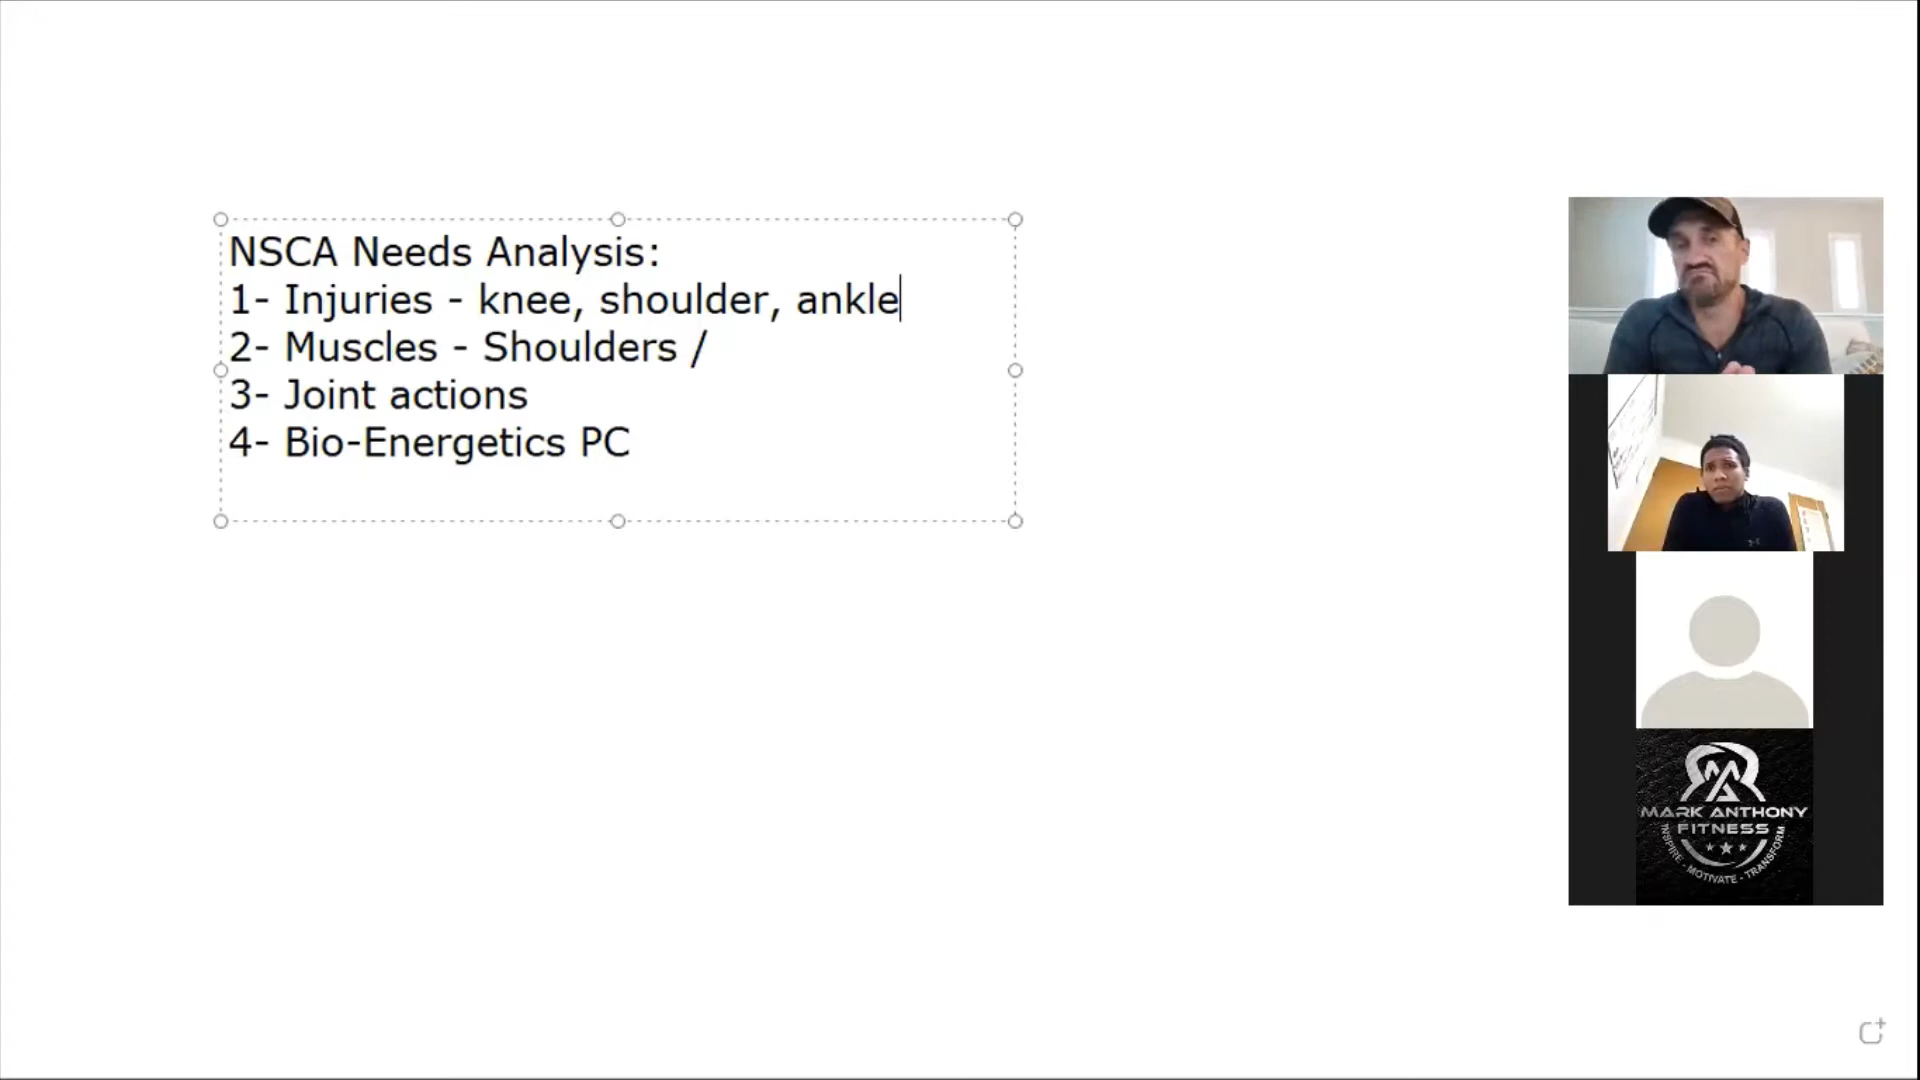 NSCA Needs Analysis:
1- Injuries - knee, shoulder, ankle
2- Muscles - Shoulders /
3- Joint actions
4- Bio-Energetics PC
MARK ANTHONY
FITNESS
INSPIRE - MOTIVATE - TRANSFORM